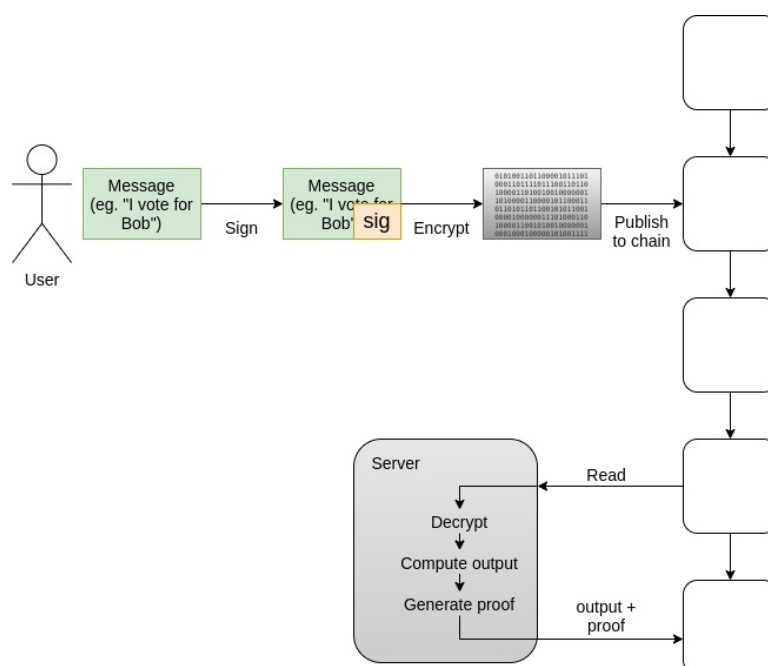 Message
(eg. "I vote for
Bob")
Sign
Message
(eg. "I vote for
Bob"
sig
Encrypt
Publish
to chain
User
Server
Read
Decrypt
Compute output
Generate proof
output +
proof